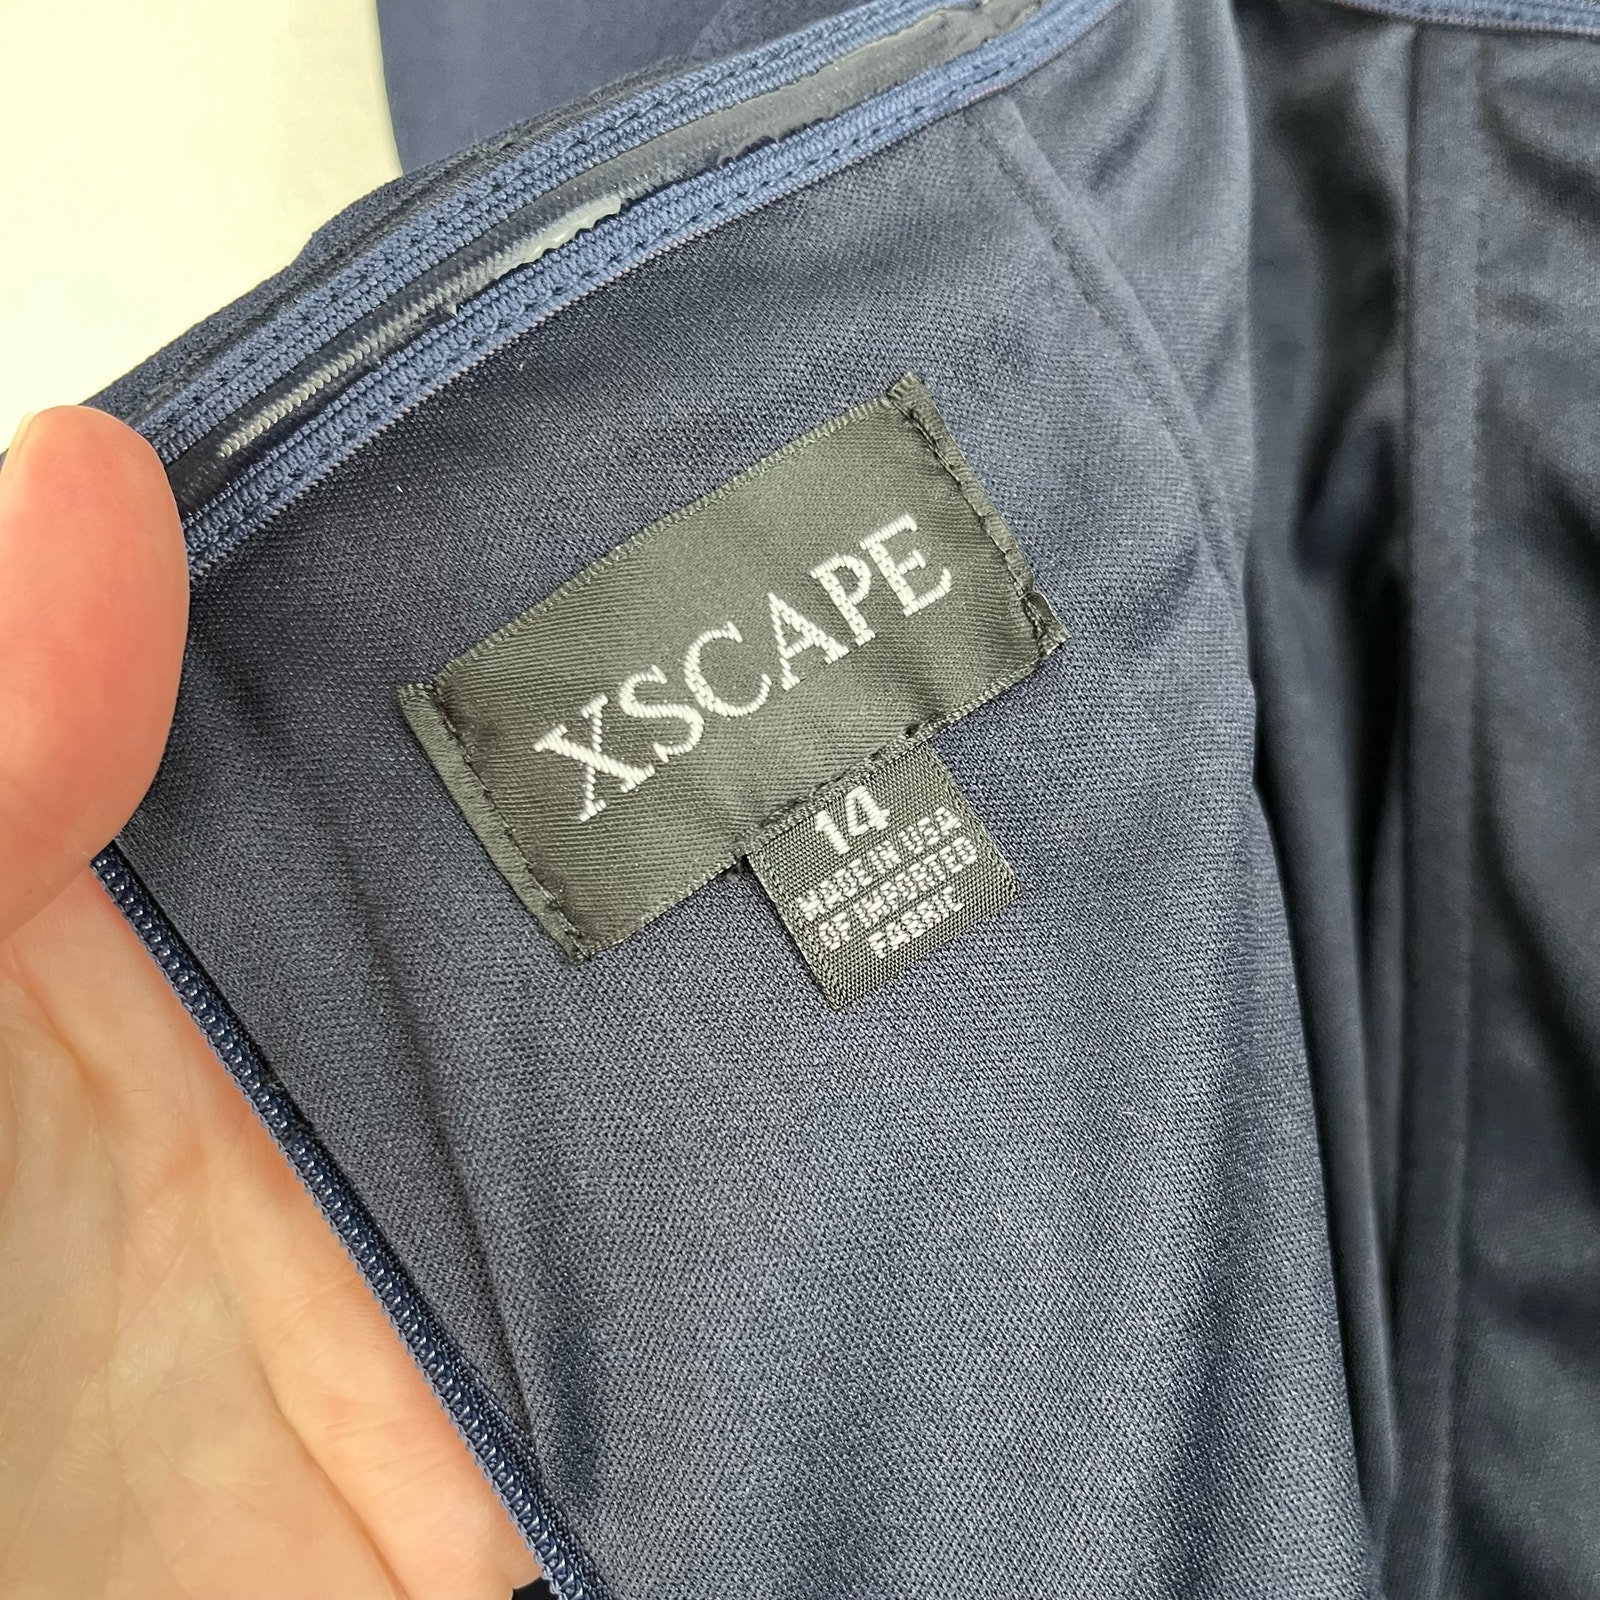 XSCAPE
14
MADE IN USA
OF IMPORTED
FABRIC